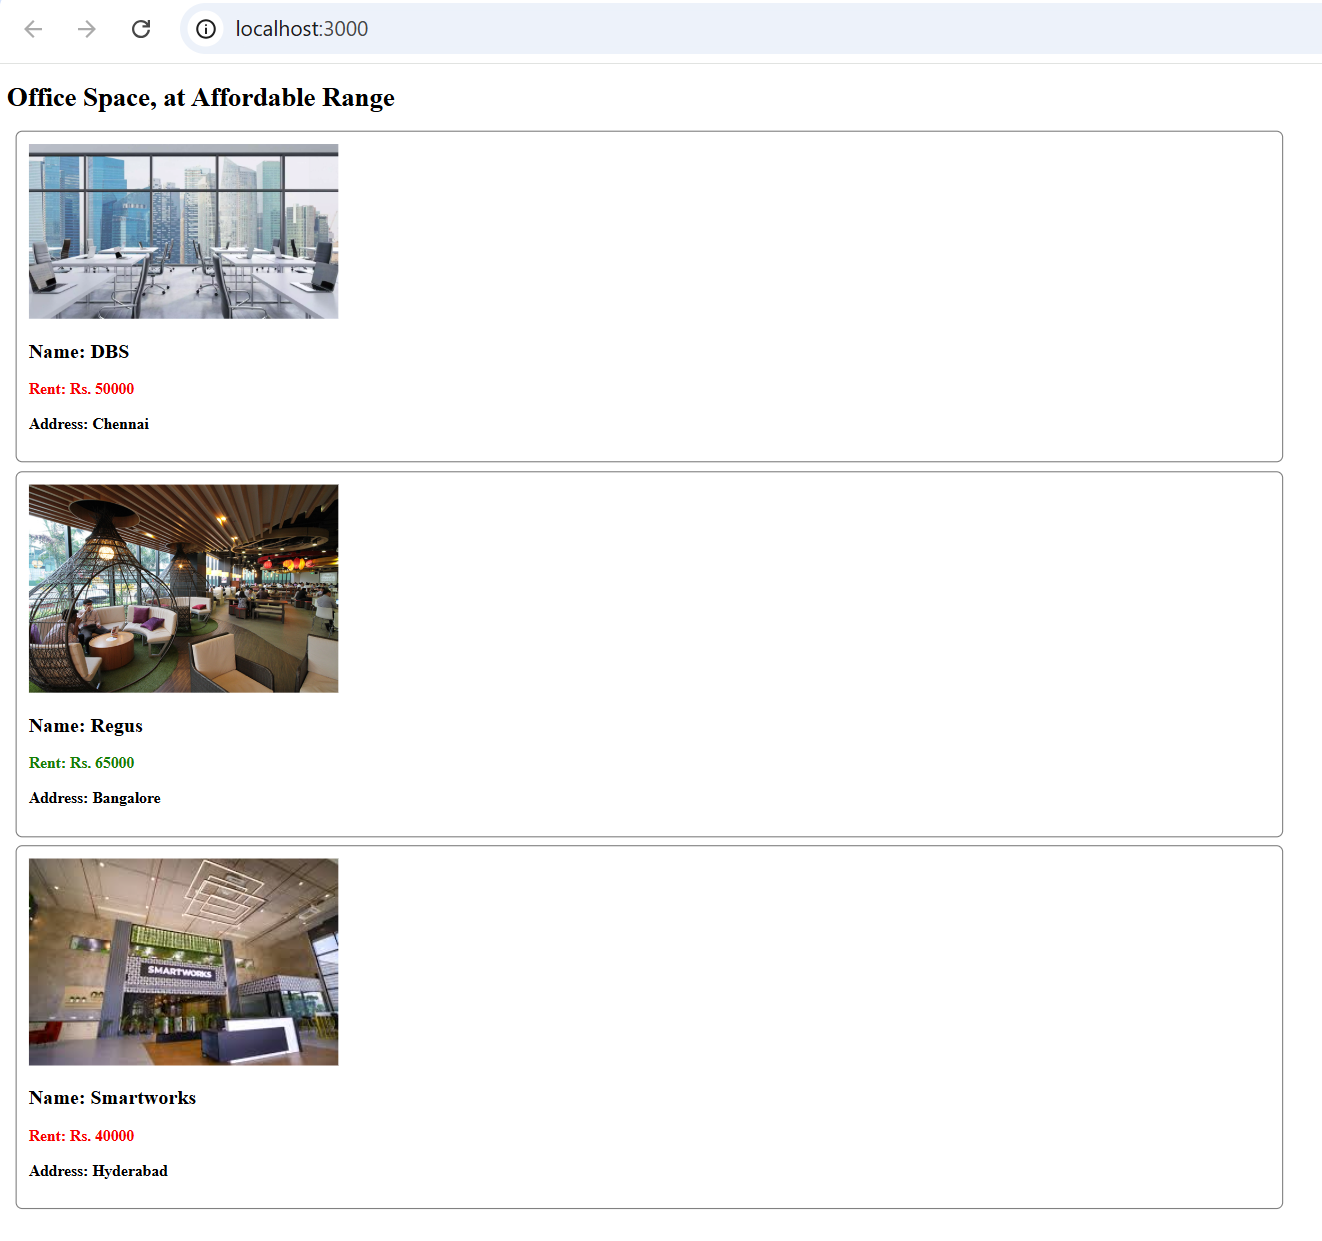 localhost:3000
Office Space, at Affordable Range
Name: DBS
Rent: Rs. 50000
Address: Chennai
Name: Regus
Rent: Rs. 65000
Address: Bangalore
SMARTWORKS
Name: Smartworks
Rent: Rs. 40000
Address: Hyderabad